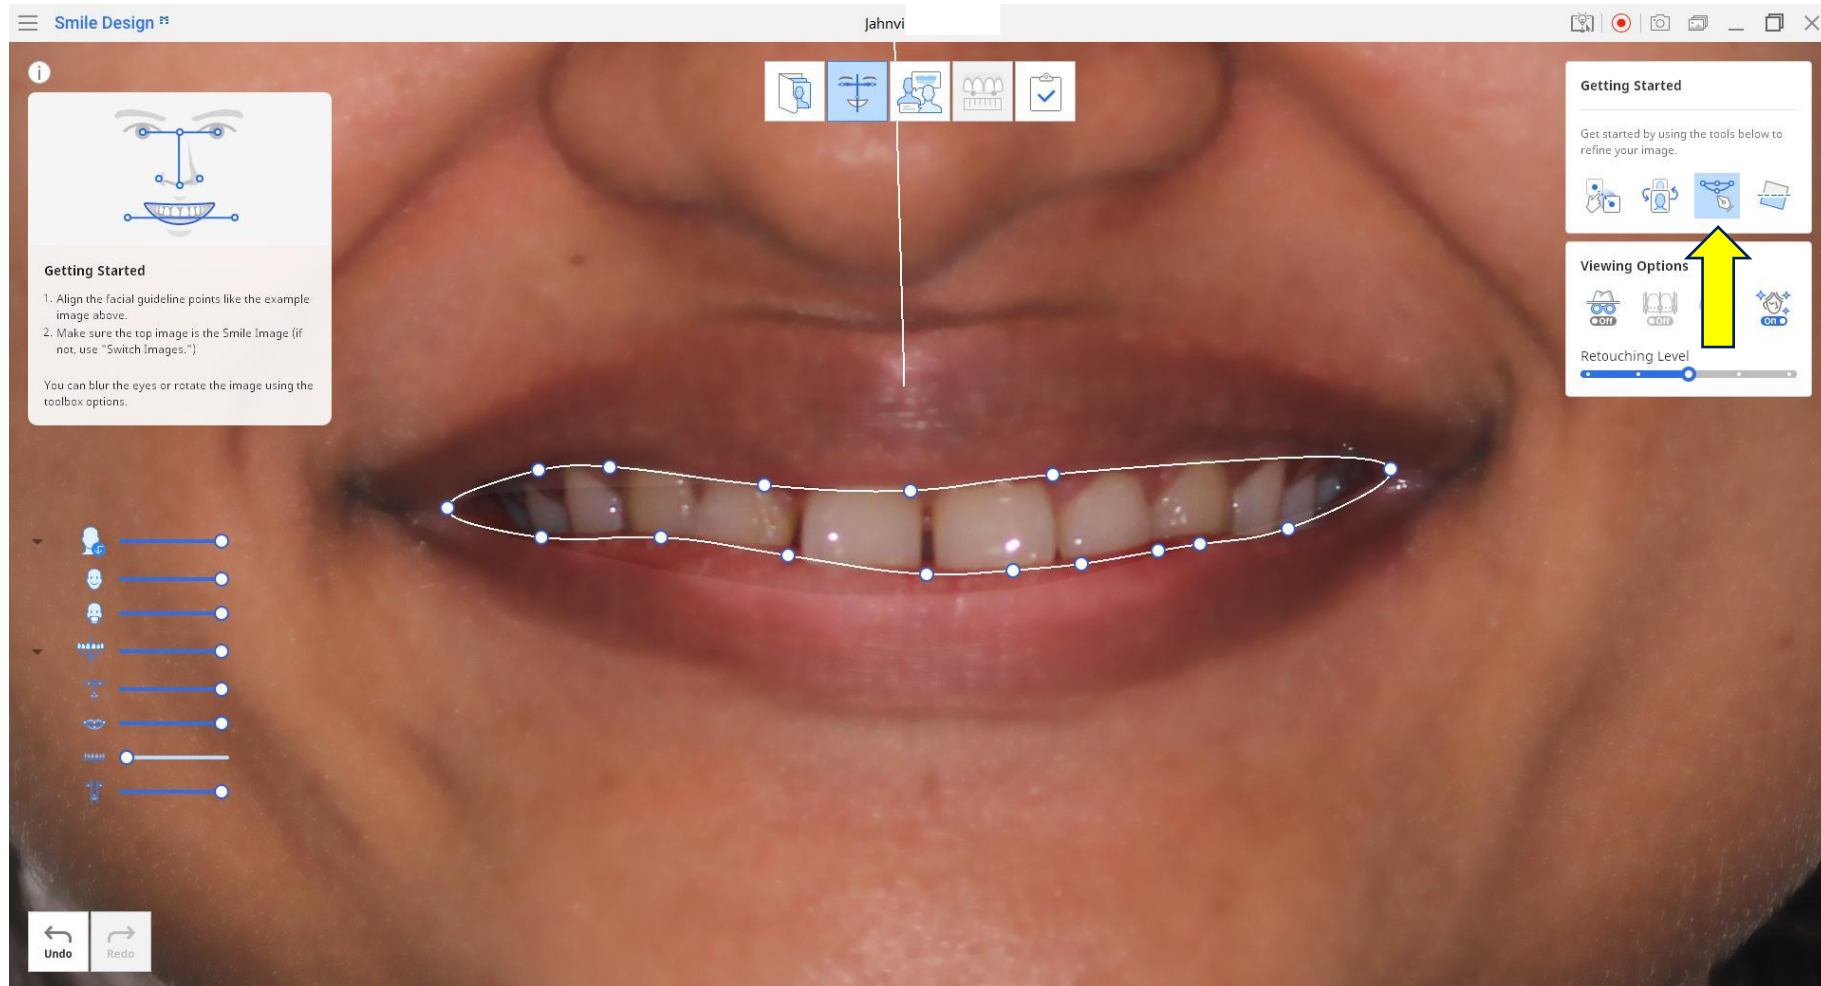 Smile Design
Jahnvi
Getting Started
1. Align the facial guideline points like the example
image above.
2. Make sure the top image is the Smile Image (if
not, use "Switch Images.")
You can blur the eyes or rotate the image using the
toolbox options.
Getting Started
Get started by using the tools below to
refine your image.
Viewing Options
Off
Off
On
Retouching Level
Undo
Redo